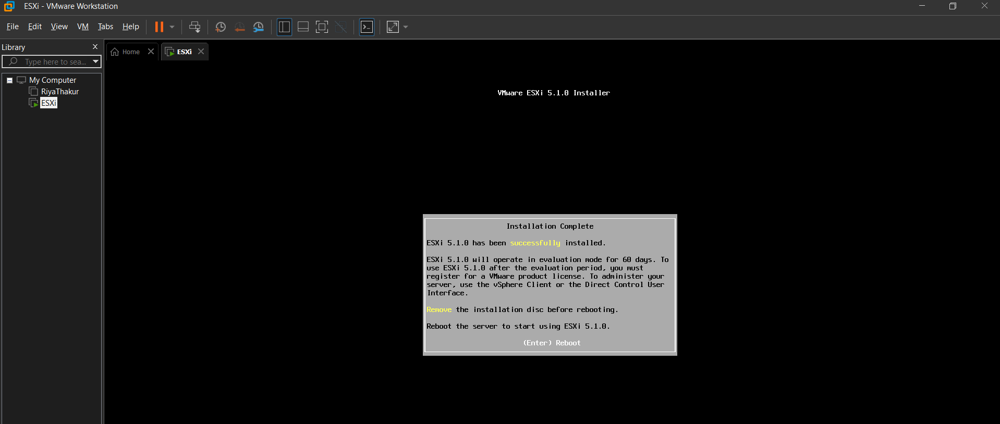 ESXi - VMware Workstation
File Edit View VM Tabs Help
Library
Type here to sea...
My Computer
RiyaThakur
ESXi
Home
ESXi
VMware ESXi 5.1.0 Installer
Installation Complete
ESXi 5.1.0 has been successfully installed.
ESXi 5.1.0 will operate in evaluation mode for 60 days. To
use ESXi 5.1.0 after the evaluation period, you must
register for a VMware product license. To administer your
server, use the vSphere Client or the Direct Control User
Interface.
Remove the installation disc before rebooting.
Reboot the server to start using ESXi 5.1.0.
(Enter) Reboot